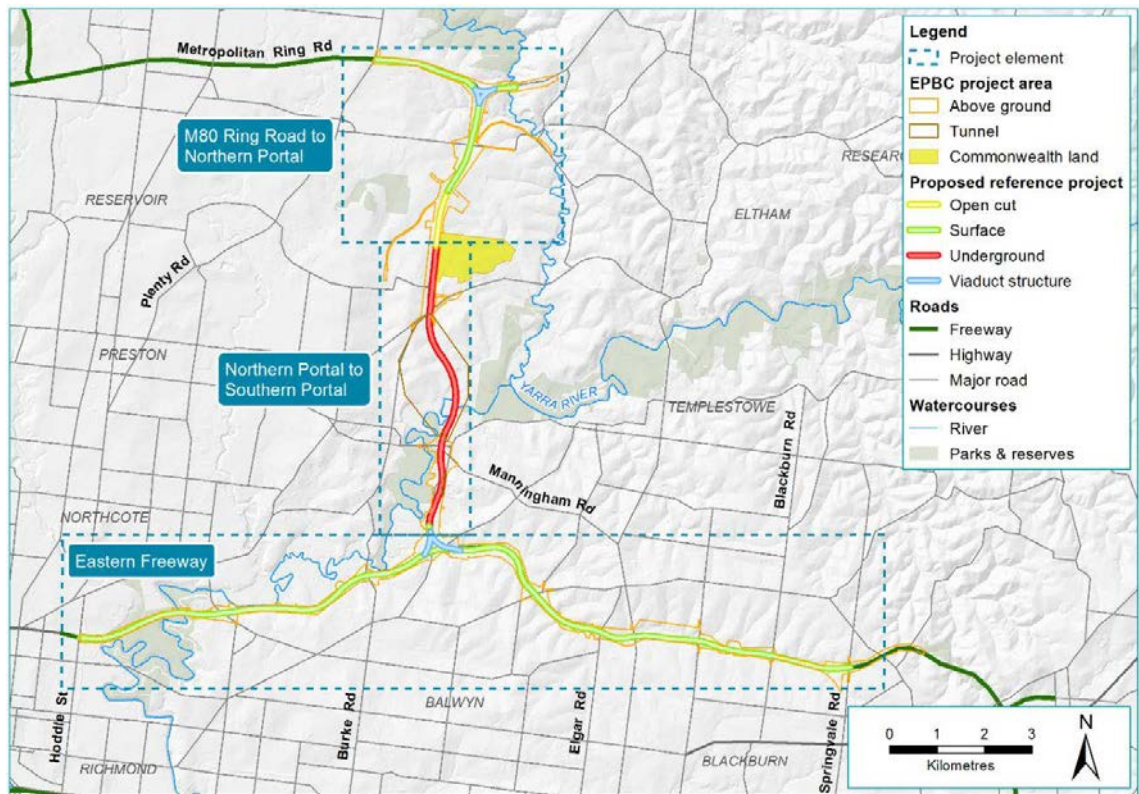 Metropolitan Ring Rd
M80 Ring Road to
Northern Portal
RESERVOIR
Plenty Rd
PRESTON
Northern Portal to
Southern Portal
ELTHAM
RESEARC
YARRA RIVER
TEMPLESTOWE
Blackburn Rd
Manningham Rd
NORTHCOTE
Eastern Freeway
Hoddle St
RICHMOND
Burke Rd
BALWYN
Elgar Rd
BLACKBURN
Springvale Rd
Legend
Project element
EPBC project area
Above ground
Tunnel
Commonwealth land
Proposed reference project
Open cut
Surface
Underground
Viaduct structure
Roads
Freeway
Highway
Major road
Watercourses
River
Parks & reserves
0 1 2 3
Kilometres
N